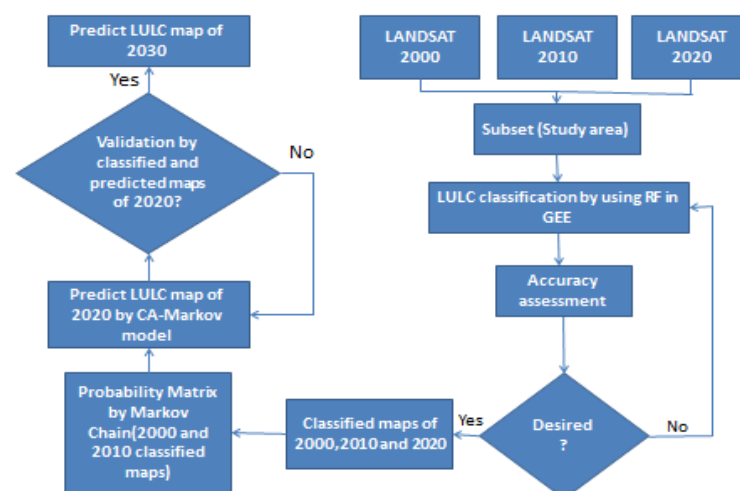 LANDSAT
2000
LANDSAT
2010
LANDSAT
2020
Subset (Study area)
LULC classification by using RF in
GEE
Accuracy
assessment
Desired
?
No
Yes
Classified maps of
2000,2010 and 2020
Probability Matrix
by Markov
Chain(2000 and
2010 classified
maps)
Predict LULC map of
2020 by CA-Markov
model
Validation by
classified and
predicted maps
of 2020?
No
Yes
Predict LULC map of
2030